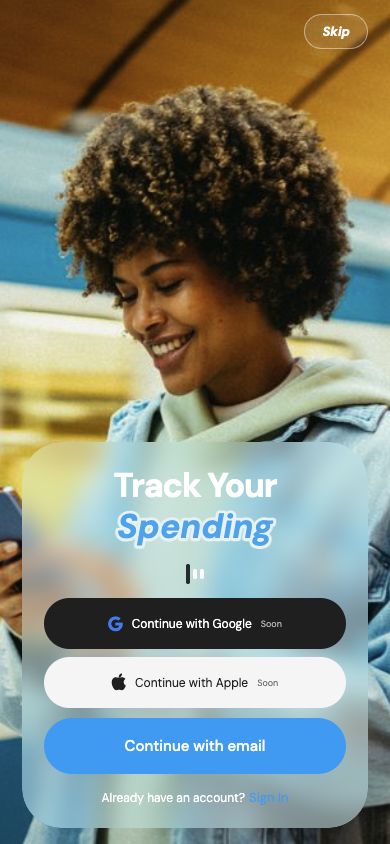 Skip
Track Your
Spending
Continue with Google Soon
Continue with Apple Soon
Continue with email
Already have an account? Sign In